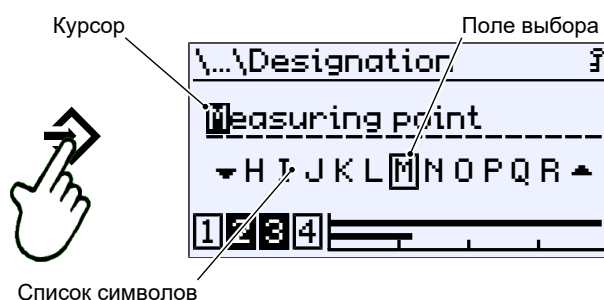 Курсор
Поле выбора
\...\Designation
Measuring point
H I J K L M N O P Q R
1 2 3 4
Список символов